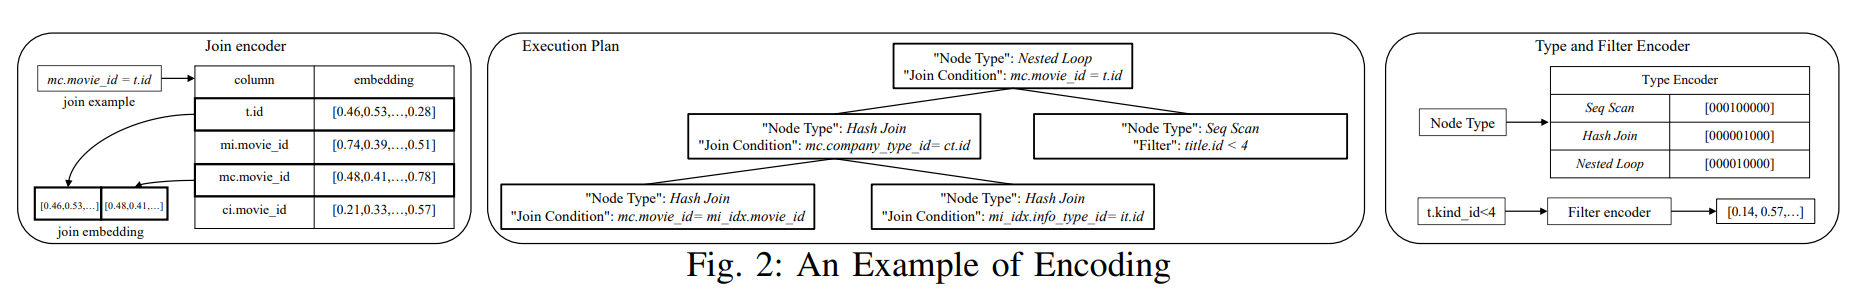 Join encoder
mc.movie_id = t.id
join example
column embedding
t.id [0.46,0.53,…,0.28]
mi.movie_id [0.74,0.39,…,0.51]
mc.movie_id [0.48,0.41,…,0.78]
ci.movie_id [0.21,0.33,…,0.57]
[0.46,0.53,…] [0.48,0.41,…]
join embedding
Execution Plan
"Node Type": Nested Loop
"Join Condition": mc.movie_id = t.id
"Node Type": Hash Join
"Join Condition": mc.company_type_id= ct.id
"Node Type": Seq Scan
"Filter": title.id < 4
"Node Type": Hash Join
"Join Condition": mc.movie_id= mi_idx.movie_id
"Node Type": Hash Join
"Join Condition": mi_idx.info_type_id= it.id
Type and Filter Encoder
Node Type
Type Encoder
Seq Scan [000100000]
Hash Join [000001000]
Nested Loop [000010000]
t.kind_id<4 Filter encoder [0.14, 0.57,…]
Fig. 2: An Example of Encoding